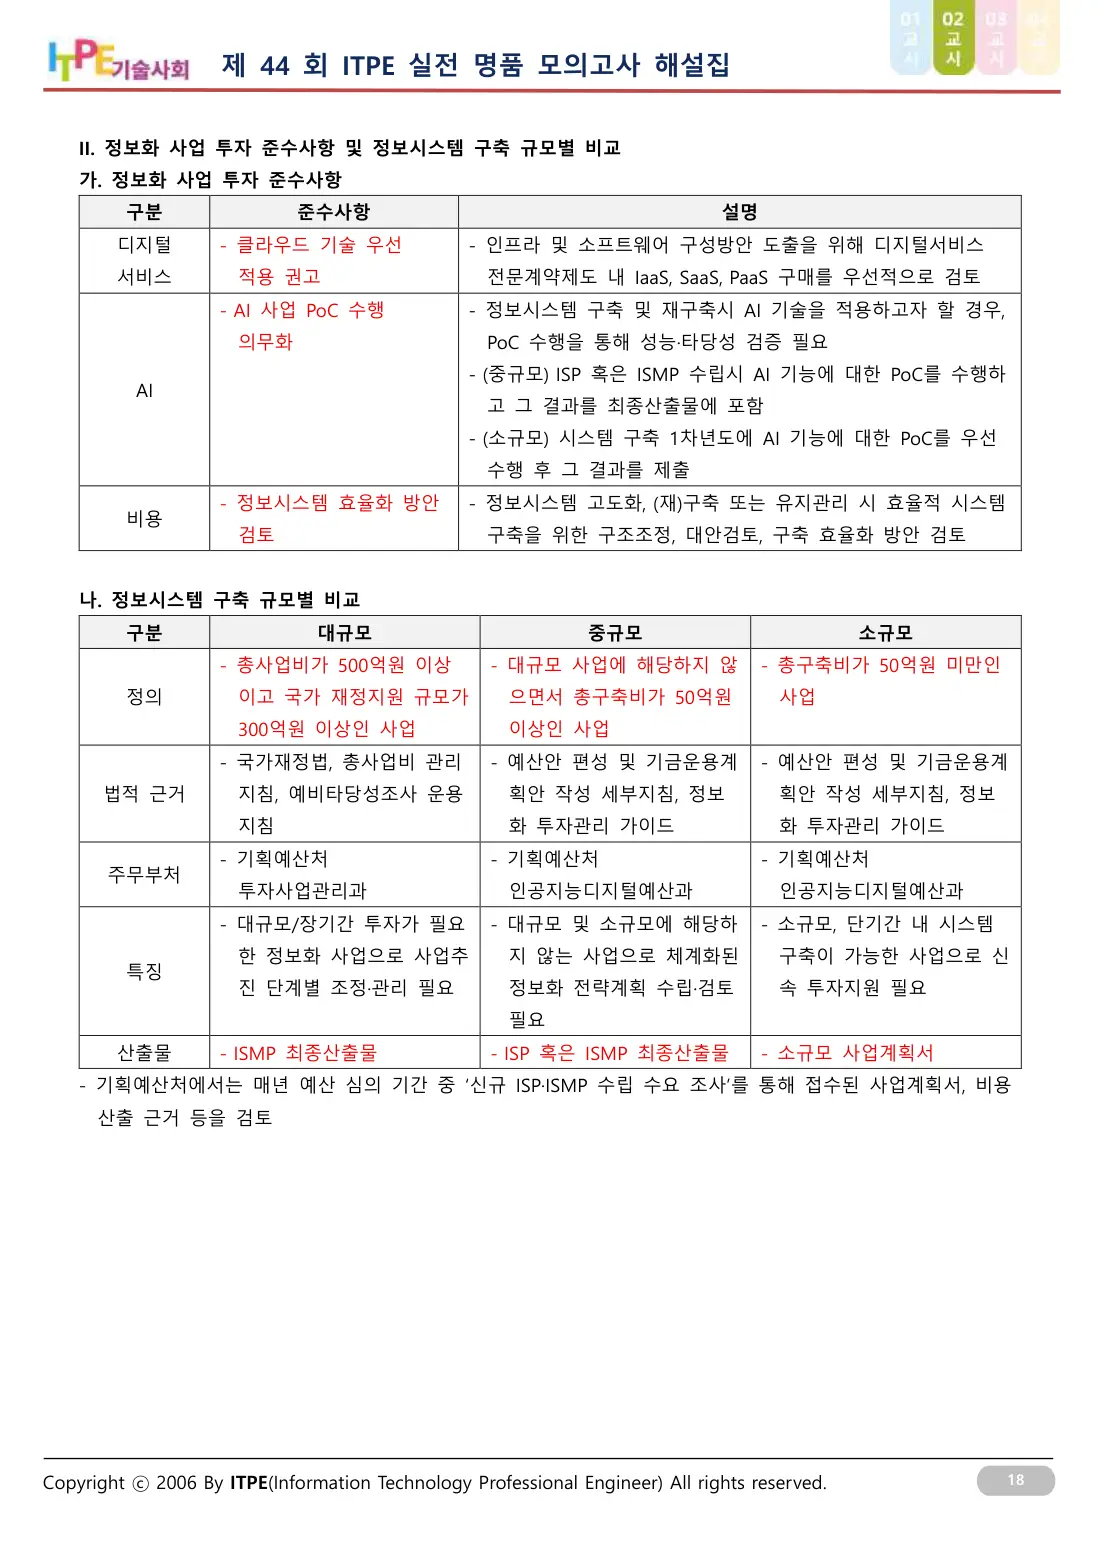 ITPE기술사회
제 44 회 ITPE 실전 명품 모의고사 해설집
01 교 시
02 교 시
03 교 시
II. 정보화 사업 투자 준수사항 및 정보시스템 구축 규모별 비교
가. 정보화 사업 투자 준수사항
구분 준수사항 설명
디지털 서비스
- 클라우드 기술 우선
적용 권고
- 인프라 및 소프트웨어 구성방안 도출을 위해 디지털서비스
전문계약제도 내 IaaS, SaaS, PaaS 구매를 우선적으로 검토
AI
- AI 사업 PoC 수행
의무화
- 정보시스템 구축 및 재구축시 AI 기술을 적용하고자 할 경우,
PoC 수행을 통해 성능·타당성 검증 필요
- (중규모) ISP 혹은 ISMP 수립시 AI 기능에 대한 PoC를 수행하
고 그 결과를 최종산출물에 포함
- (소규모) 시스템 구축 1차년도에 AI 기능에 대한 PoC를 우선
수행 후 그 결과를 제출
비용
- 정보시스템 효율화 방안
검토
- 정보시스템 고도화, (재)구축 또는 유지관리 시 효율적 시스템
구축을 위한 구조조정, 대안검토, 구축 효율화 방안 검토
나. 정보시스템 구축 규모별 비교
구분 대규모 중규모 소규모
정의
- 총사업비가 500억원 이상
이고 국가 재정지원 규모가
300억원 이상인 사업
- 대규모 사업에 해당하지 않
으면서 총구축비가 50억원
이상인 사업
- 총구축비가 50억원 미만인
사업
법적 근거
- 국가재정법, 총사업비 관리
지침, 예비타당성조사 운용
지침
- 예산안 편성 및 기금운용계
획안 작성 세부지침, 정보
화 투자관리 가이드
- 예산안 편성 및 기금운용계
획안 작성 세부지침, 정보
화 투자관리 가이드
주무부처
- 기획예산처
투자사업관리과
- 기획예산처
인공지능디지털예산과
- 기획예산처
인공지능디지털예산과
특징
- 대규모/장기간 투자가 필요
한 정보화 사업으로 사업추
진 단계별 조정·관리 필요
- 대규모 및 소규모에 해당하
지 않는 사업으로 체계화된
정보화 전략계획 수립·검토
필요
- 소규모, 단기간 내 시스템
구축이 가능한 사업으로 신
속 투자지원 필요
산출물
- ISMP 최종산출물
- ISP 혹은 ISMP 최종산출물
- 소규모 사업계획서
- 기획예산처에서는 매년 예산 심의 기간 중 '신규 ISP·ISMP 수립 수요 조사'를 통해 접수된 사업계획서, 비용
산출 근거 등을 검토
Copyright ⓒ 2006 By ITPE(Information Technology Professional Engineer) All rights reserved.
18